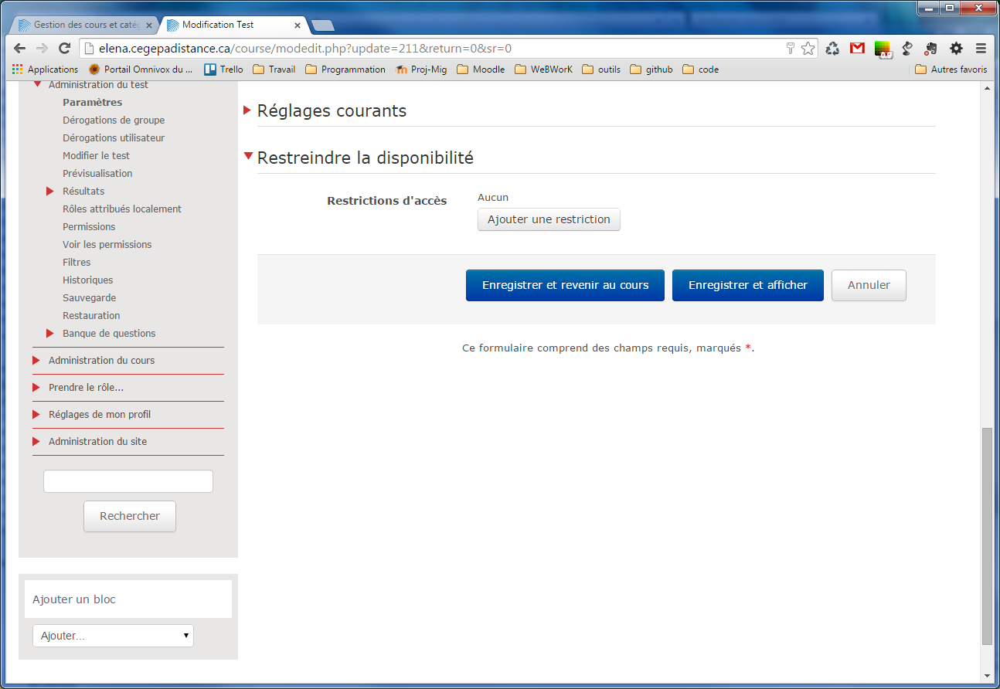 Gestion des cours et caté
Modification Test
elena.cegepadistance.ca/course/modedit.php?update=211&return=0&sr=0
Applications
Portail Omnivox du ...
Trello
Travail
Programmation
Proj-Mig
Moodle
WeBWorK
outils
github
code
Autres favoris
Administration du test
Paramètres
Dérogations de groupe
Dérogations utilisateur
Modifier le test
Prévisualisation
Résultats
Rôles attribués localement
Permissions
Voir les permissions
Filtres
Historiques
Sauvegarde
Restauration
Banque de questions
Administration du cours
Prendre le rôle...
Réglages de mon profil
Administration du site
Rechercher
Ajouter un bloc
Ajouter...
Réglages courants
Restreindre la disponibilité
Restrictions d'accès
Aucun
Ajouter une restriction
Enregistrer et revenir au cours
Enregistrer et afficher
Annuler
Ce formulaire comprend des champs requis, marqués *.